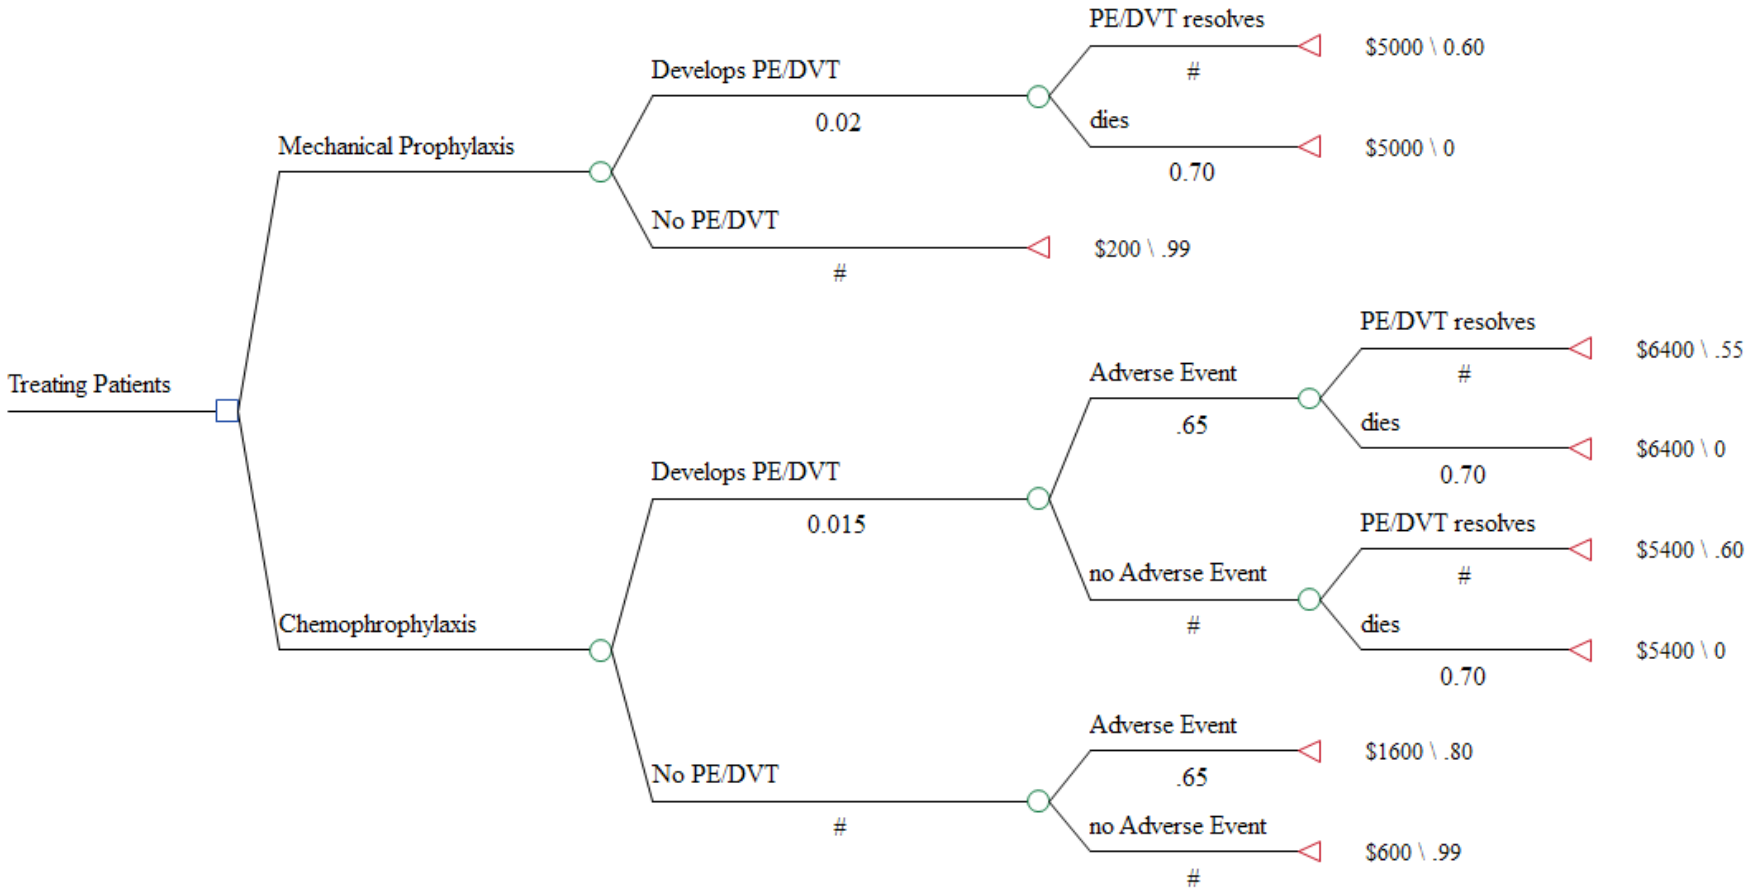 PE/DVT resolves
$5000 \ 0.60
#
Develops PE/DVT
0.02
dies
$5000 \ 0
0.70
Mechanical Prophylaxis
No PE/DVT
$200 \ .99
#
PE/DVT resolves
$6400 \ .55
#
Adverse Event
.65
dies
$6400 \ 0
0.70
Treating Patients
Develops PE/DVT
0.015
PE/DVT resolves
$5400 \ .60
#
no Adverse Event
#
dies
$5400 \ 0
0.70
Chemophrophylaxis
Adverse Event
$1600 \ .80
.65
No PE/DVT
#
no Adverse Event
$600 \ .99
#